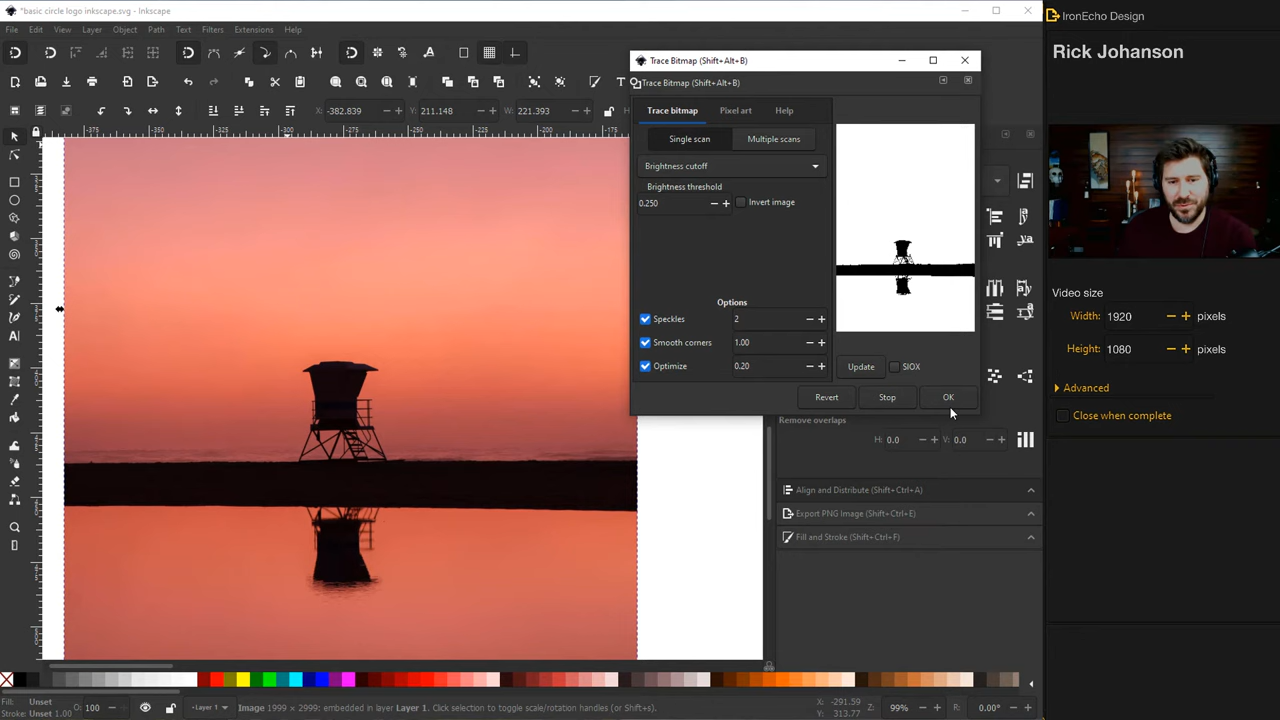 *basic circle logo inkscape.svg - Inkscape
File Edit View Layer Object Path Text Filters Extensions Help
X: -382.839 Y: 211.148 W: 221.393
Trace Bitmap (Shift+Alt+B)
Trace Bitmap (Shift+Alt+B)
Trace bitmap Pixel art Help
Single scan Multiple scans
Brightness cutoff
Brightness threshold
0.250 Invert image
Options
Speckles 2
Smooth corners 1.00
Optimize 0.20
Update SIOX
Revert Stop OK
Remove overlaps
H: 0.0 V: 0.0
Align and Distribute (Shift+Ctrl+A)
Export PNG Image (Shift+Ctrl+E)
Fill and Stroke (Shift+Ctrl+F)
Fill: Unset
Stroke: Unset 1.00
O: 100
Layer 1
Image 1999 x 2999: embedded in layer Layer 1. Click selection to toggle scale/rotation handles (or Shift+s).
X: -291.59
Y: 313.77
Z: 99%
R: 0.00°
IronEcho Design
Rick Johanson
Video size
Width: 1920 pixels
Height: 1080 pixels
Advanced
Close when complete